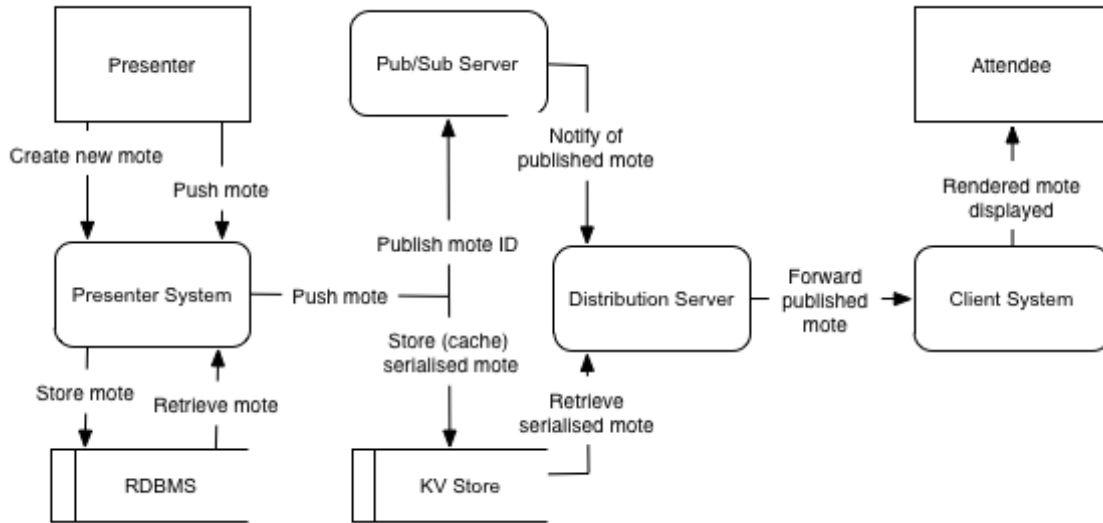 Presenter
Pub/Sub Server
Attendee
Create new mote
Push mote
Notify of
published mote
Rendered mote
displayed
Publish mote ID
Presenter System
Push mote
Distribution Server
Forward
published
mote
Client System
Store (cache)
serialised mote
Store mote
Retrieve mote
Retrieve
serialised mote
RDBMS
KV Store